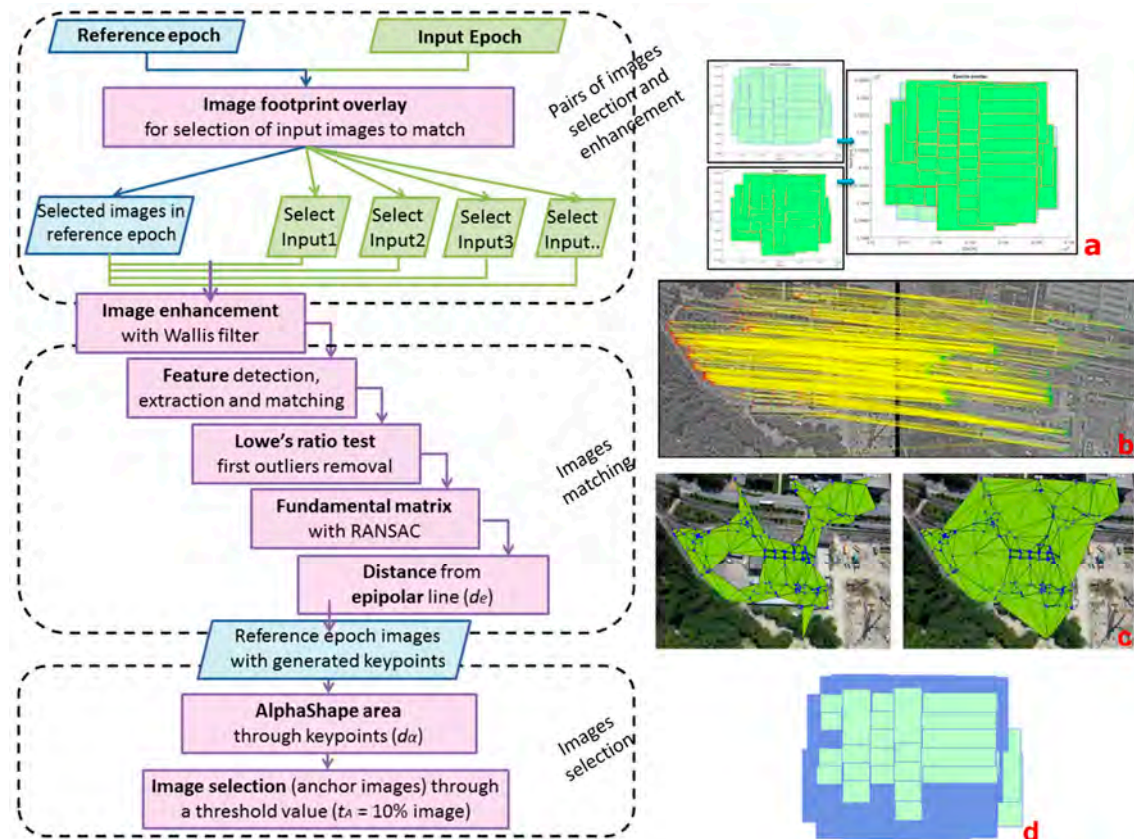 Reference epoch
Input Epoch
Image footprint overlay
for selection of input images to match
Selected images in
reference epoch
Select
Input1
Select
Input2
Select
Input3
Select
Input..
Pairs of images
selection and
enhancement
Image enhancement
with Wallis filter
Feature detection,
extraction and matching
Lowe's ratio test
first outliers removal
Fundamental matrix
with RANSAC
Distance from
epipolar line (de)
Images
matching
Reference epoch images
with generated keypoints
AlphaShape area
through keypoints (dα)
Image selection (anchor images) through
a threshold value (tA = 10% image)
Images
selection
a
b
c
d